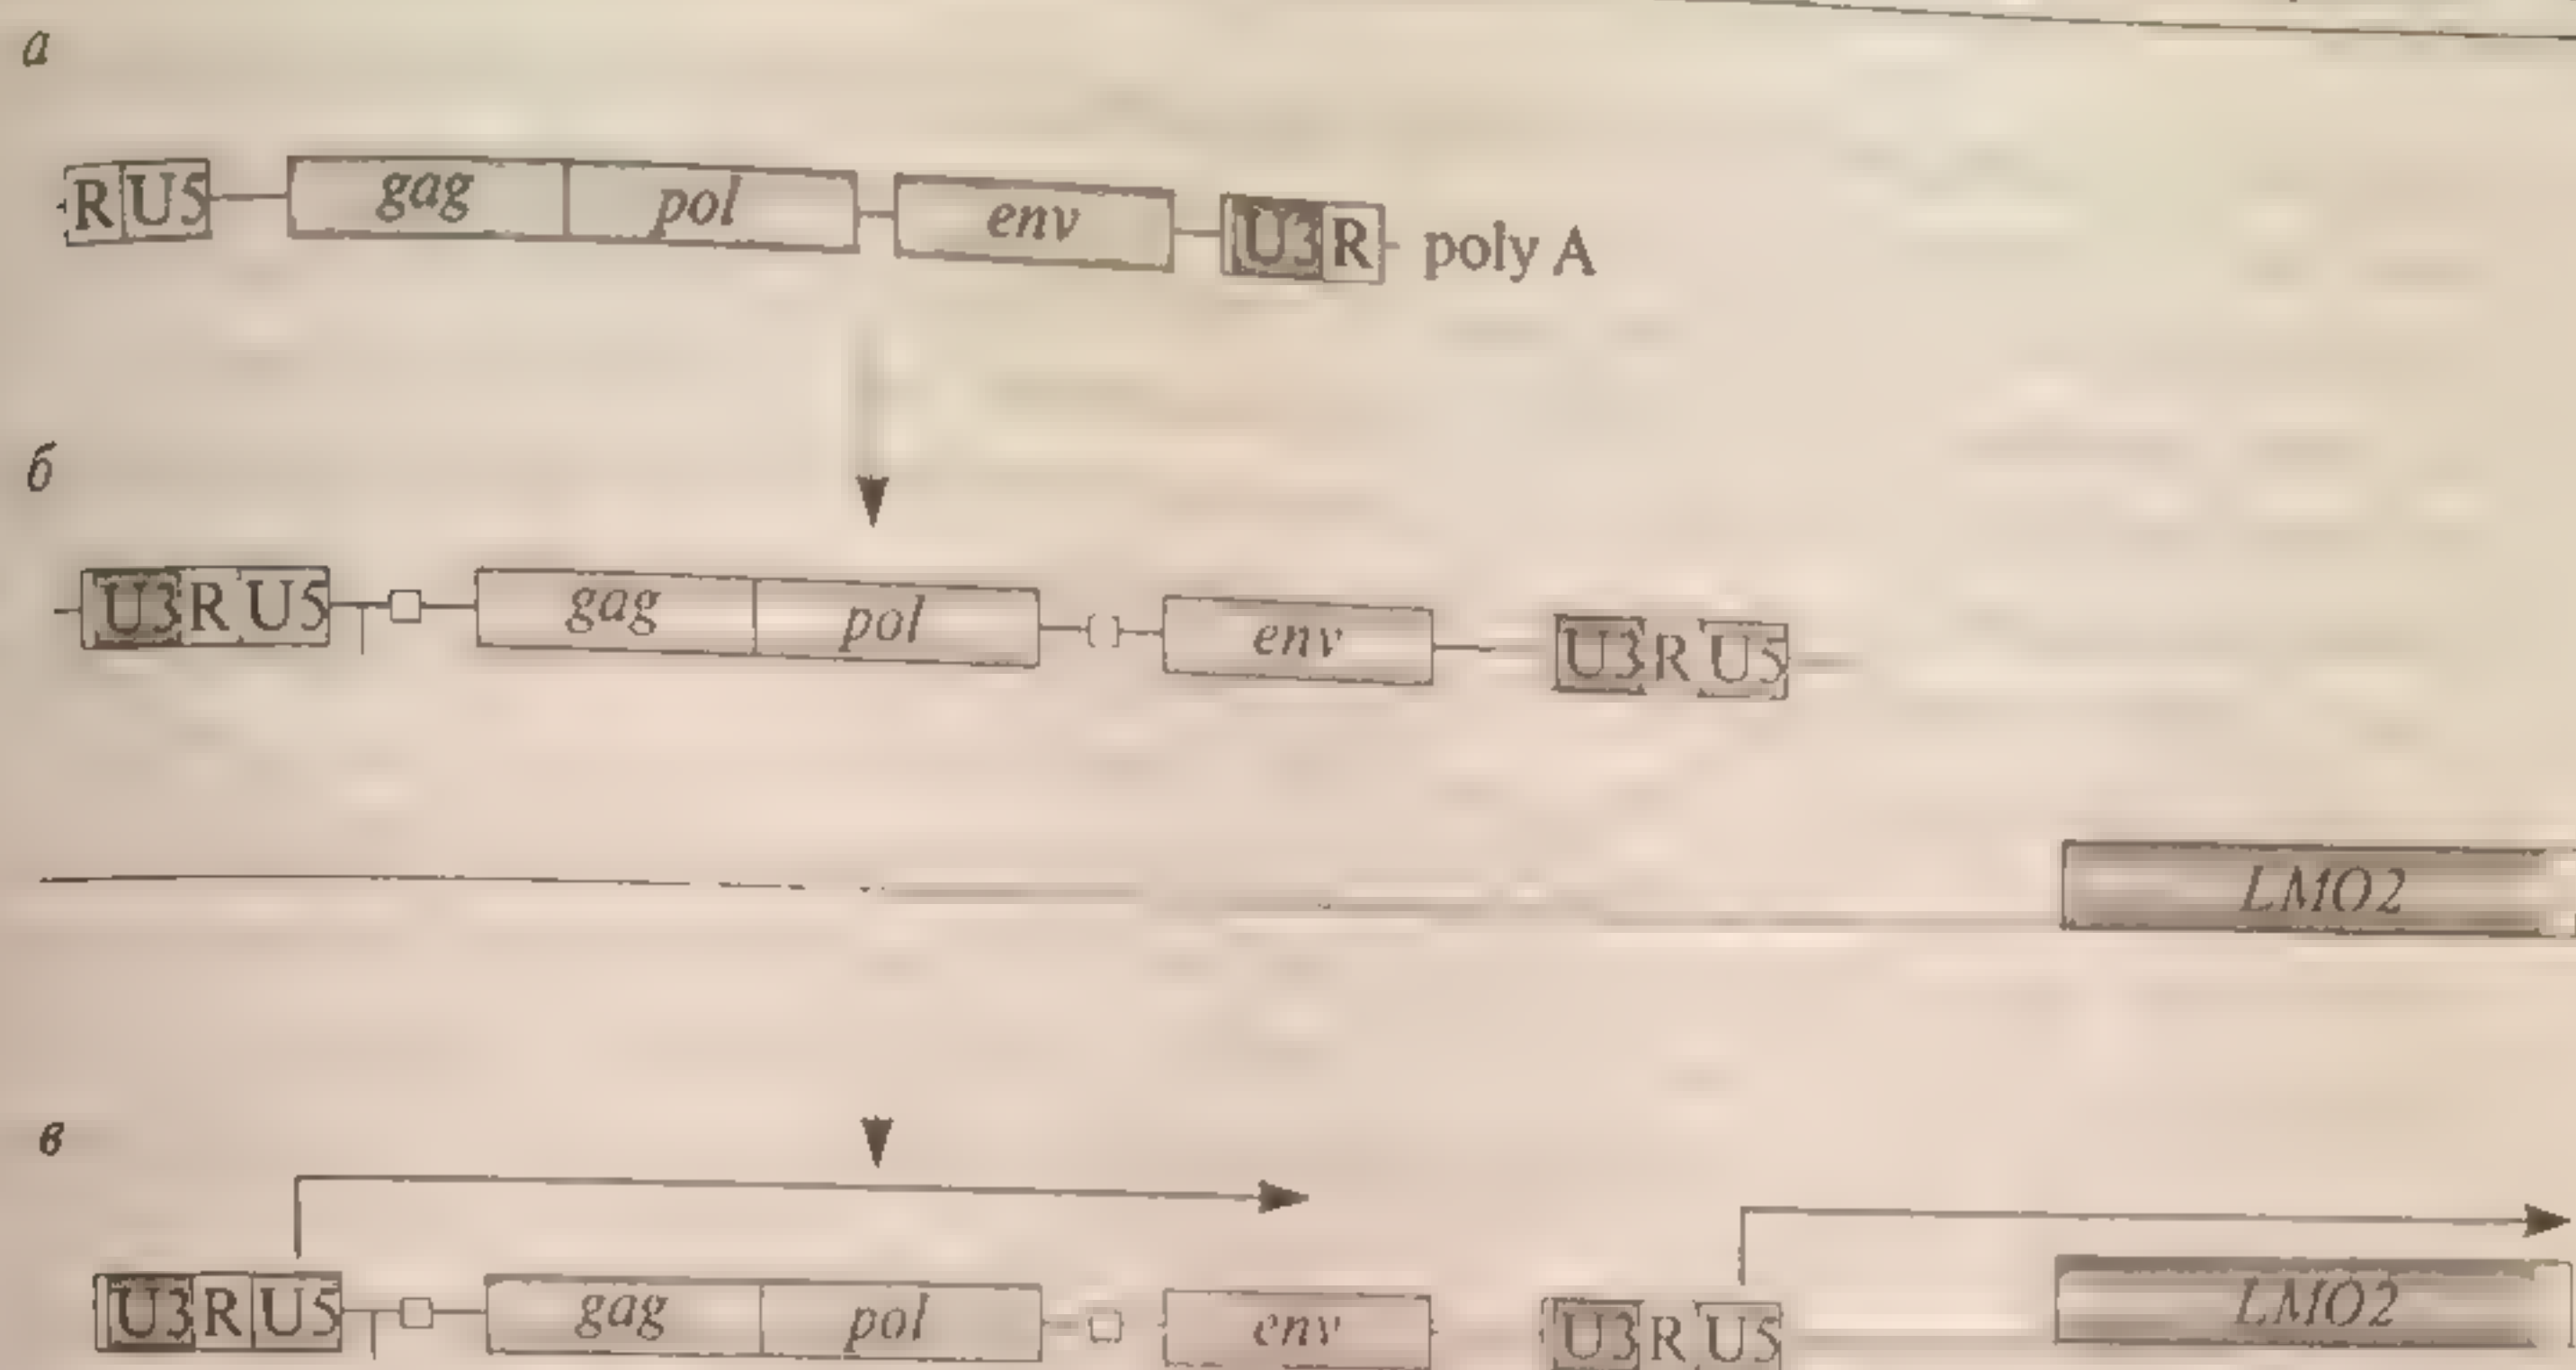 а
R U5 gag pol env U3 R poly A
б
U3 R U5 gag pol env U3 R U5
LMO2
в
U3 R U5 gag pol env U3 R U5 LMO2